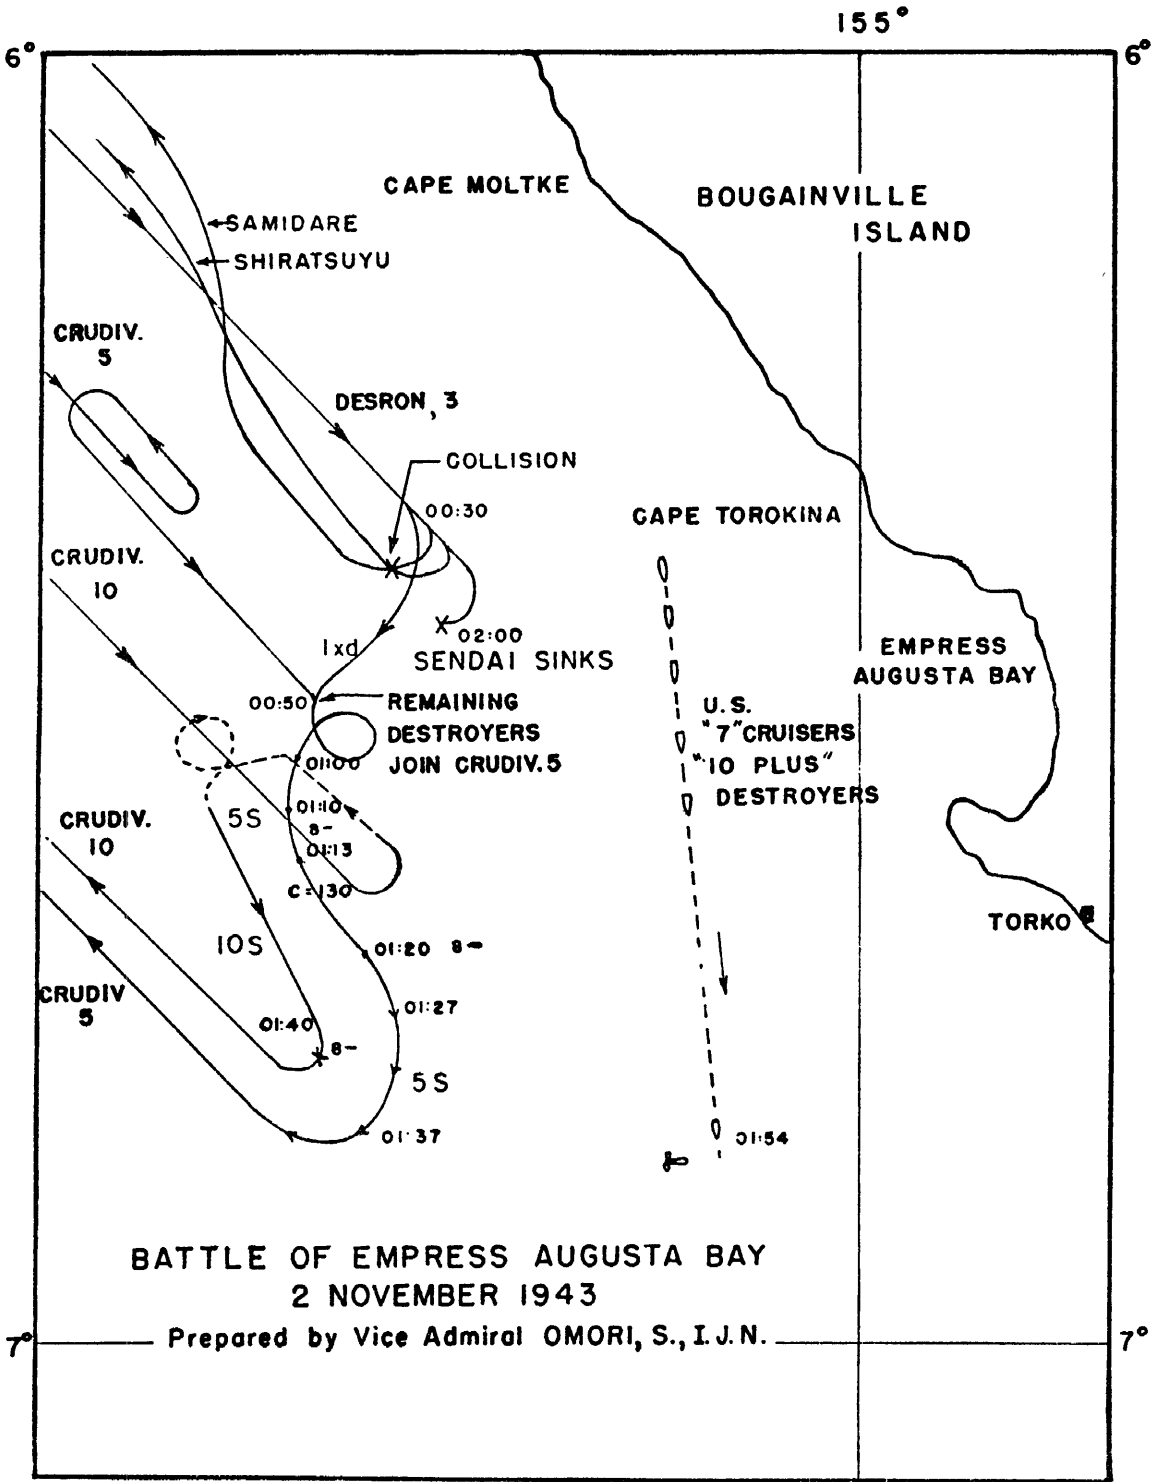 155°
6°
6°
CAPE MOLTKE
BOUGAINVILLE
ISLAND
SAMIDARE
SHIRATSUYU
CRUDIV.
5
DESRON, 3
COLLISION
00:30
CAPE TOROKINA
CRUDIV.
10
02:00
SENDAI SINKS
1xd
EMPRESS
AUGUSTA BAY
00:50
REMAINING
DESTROYERS
JOIN CRUDIV.5
U.S.
"7" CRUISERS
"10 PLUS"
DESTROYERS
01:00
01:10
8-
01:13
C=130
5S
CRUDIV.
10
TORKO
10S
01:20 8-
CRUDIV
5
01:27
01:40
8-
5S
01:37
01:54
BATTLE OF EMPRESS AUGUSTA BAY
2 NOVEMBER 1943
Prepared by Vice Admiral OMORI, S., I.J.N.
7°
7°